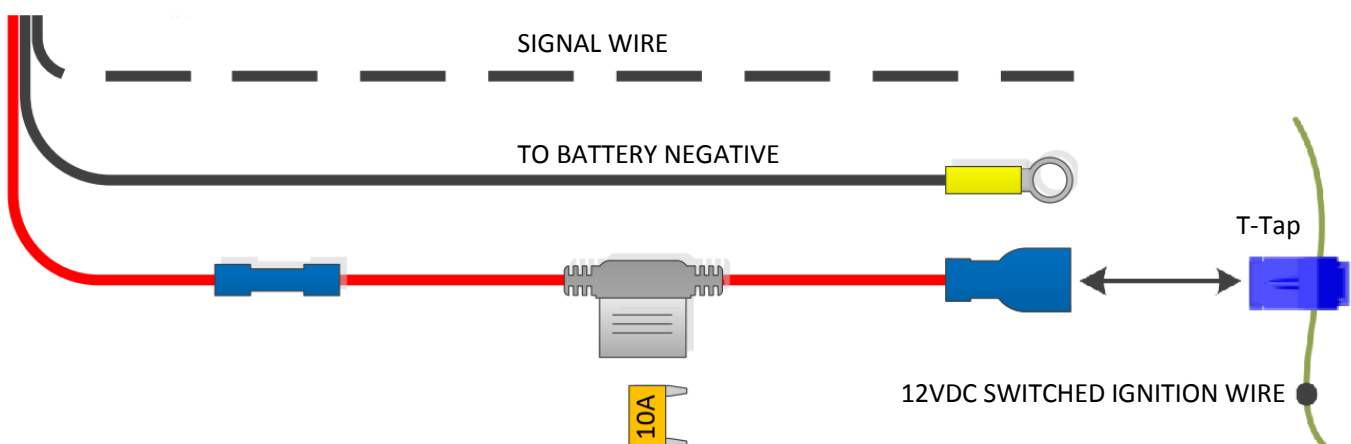 SIGNAL WIRE
TO BATTERY NEGATIVE
T-Tap
12VDC SWITCHED IGNITION WIRE
10A